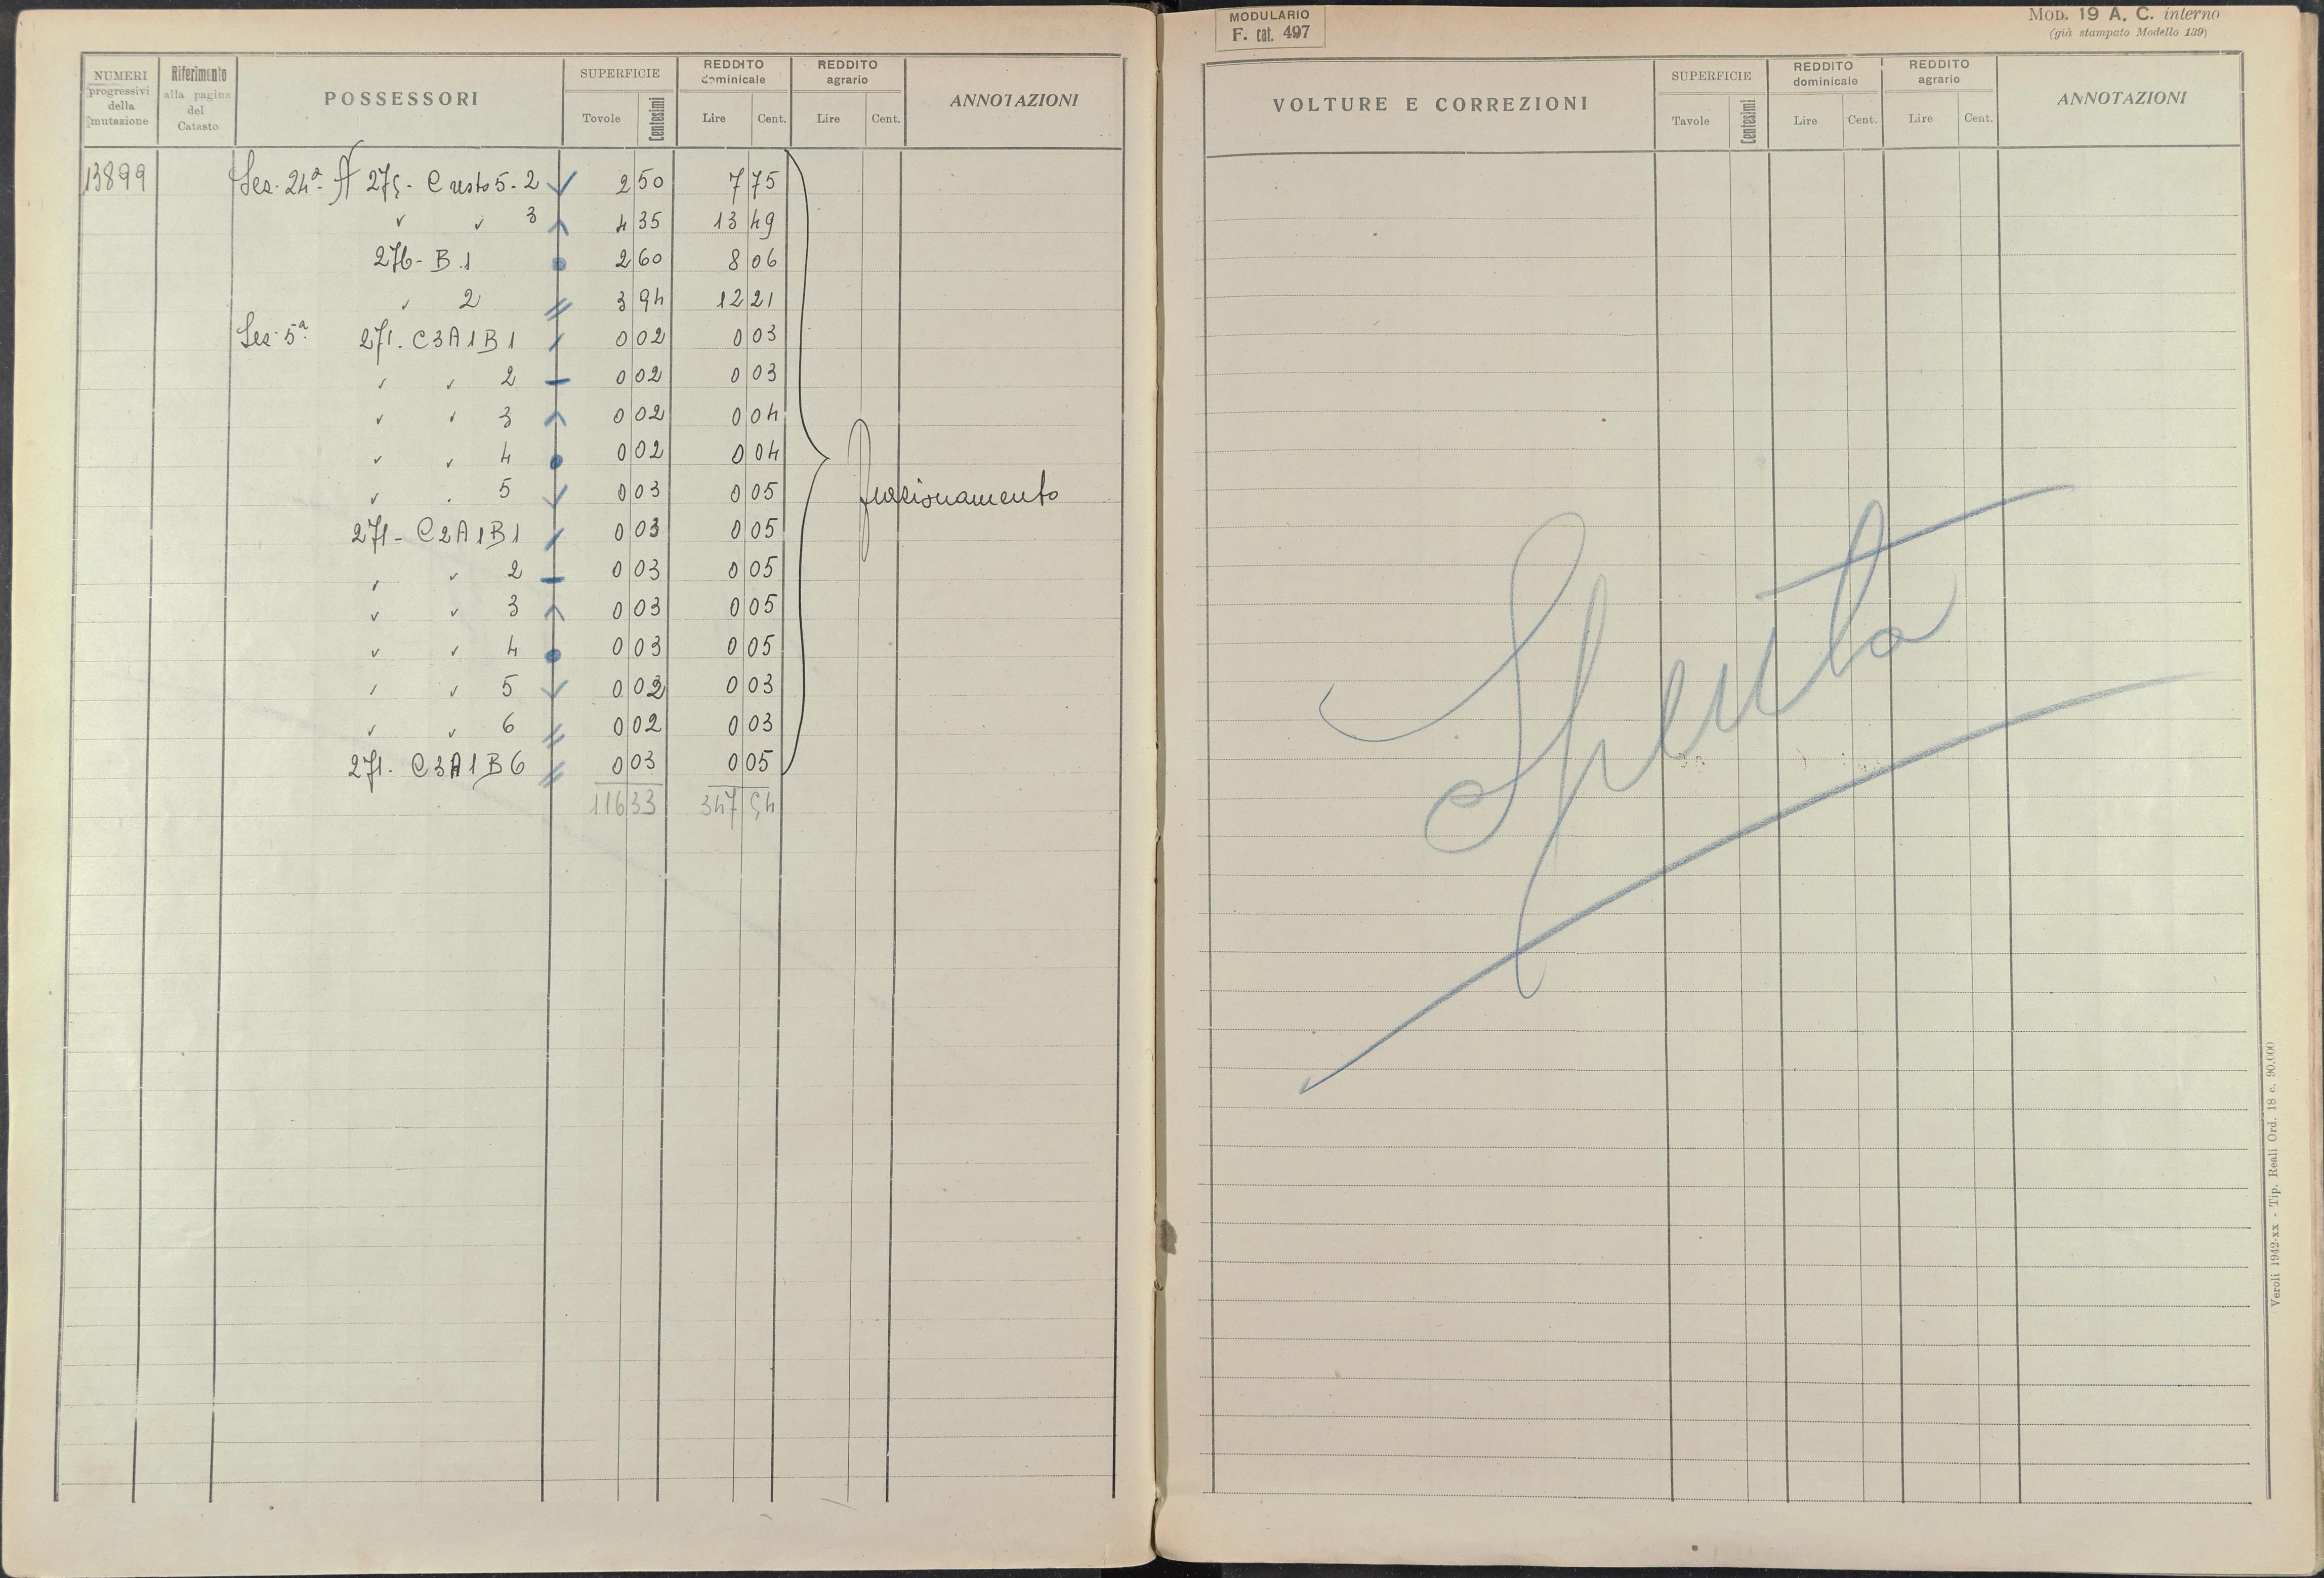 NUMERI progressivi della mutazione
Riferimento alla pagina del Catasto
POSSESSORI
SUPERFICIE
Tavole Centesimi
REDDITO dominicale
Lire Cent.
REDDITO agrario
Lire Cent.
ANNOTAZIONI
13899 Sez. 24ª 275 - C resto 5 - 2 2 50 7 75
" " 3 4 35 13 49
276 - B.1 2 60 8 06
" 2 3 94 12 21
Sez. 5ª 271. C3A1B1 0 02 0 03
" " 2 0 02 0 03
" " 3 0 02 0 04
" " 4 0 02 0 04
" " 5 0 03 0 05
frazionamento
271 - C2A1B1 0 03 0 05
" " 2 0 03 0 05
" " 3 0 03 0 05
" " 4 0 03 0 05
" " 5 0 02 0 03
" " 6 0 02 0 03
271. C3A1B6 0 03 0 05
116 33 347 54
MODULARIO
F. cat. 497
MOD. 19 A. C. interno
(già stampato Modello 139)
VOLTURE E CORREZIONI
SUPERFICIE
Tavole Centesimi
REDDITO dominicale
Lire Cent.
REDDITO agrario
Lire Cent.
ANNOTAZIONI
Spenta
Veroli 1942-XX - Tip. Reali Ord. 18 c. 90.000